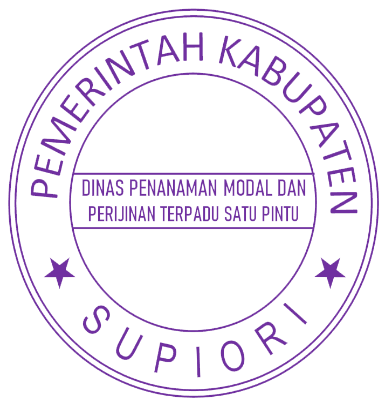 PEMERINTAH KABUPATEN
DINAS PENANAMAN MODAL DAN
PERIJINAN TERPADU SATU PINTU
SUPIORI